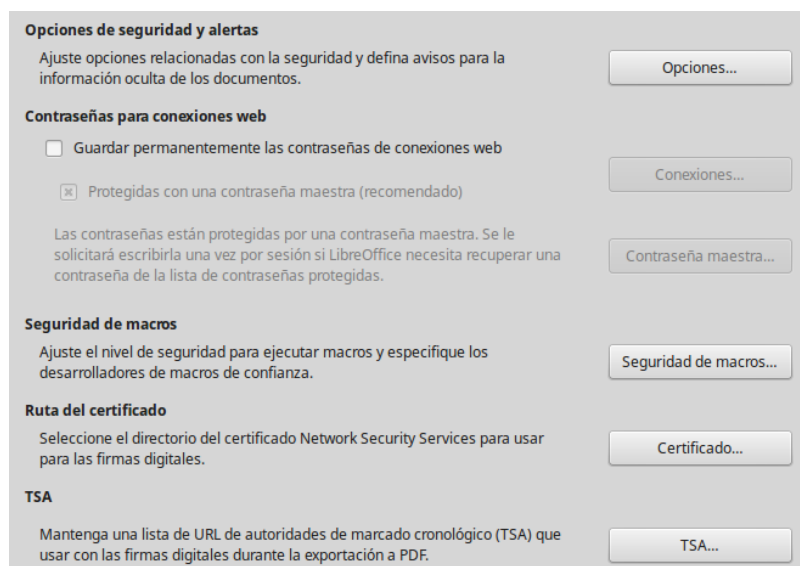 Opciones de seguridad y alertas
Ajuste opciones relacionadas con la seguridad y defina avisos para la
información oculta de los documentos.
Opciones...
Contraseñas para conexiones web
Guardar permanentemente las contraseñas de conexiones web
Conexiones...
Protegidas con una contraseña maestra (recomendado)
Las contraseñas están protegidas por una contraseña maestra. Se le
solicitará escribirla una vez por sesión si LibreOffice necesita recuperar una
contraseña de la lista de contraseñas protegidas.
Contraseña maestra...
Seguridad de macros
Ajuste el nivel de seguridad para ejecutar macros y especifique los
desarrolladores de macros de confianza.
Seguridad de macros...
Ruta del certificado
Seleccione el directorio del certificado Network Security Services para usar
para las firmas digitales.
Certificado...
TSA
Mantenga una lista de URL de autoridades de marcado cronológico (TSA) que
usar con las firmas digitales durante la exportación a PDF.
TSA...